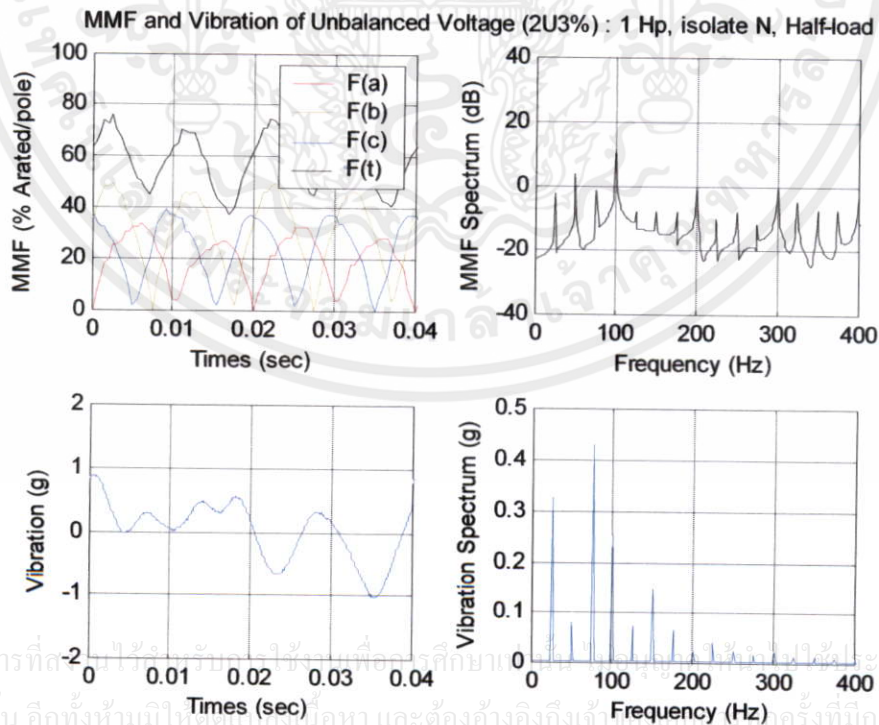 MMF and Vibration of Unbalanced Voltage (2U3%) : 1 Hp, isolate N, Half-load
100
80
60
40
20
0
MMF (% Arated/pole)
F(a)
F(b)
F(c)
F(t)
0 0.01 0.02 0.03 0.04
Times (sec)
40
20
0
-20
-40
MMF Spectrum (dB)
0 100 200 300 400
Frequency (Hz)
2
1
0
-1
-2
Vibration (g)
0 0.01 0.02 0.03 0.04
Times (sec)
0.5
0.4
0.3
0.2
0.1
0
Vibration Spectrum (g)
0 100 200 300 400
Frequency (Hz)